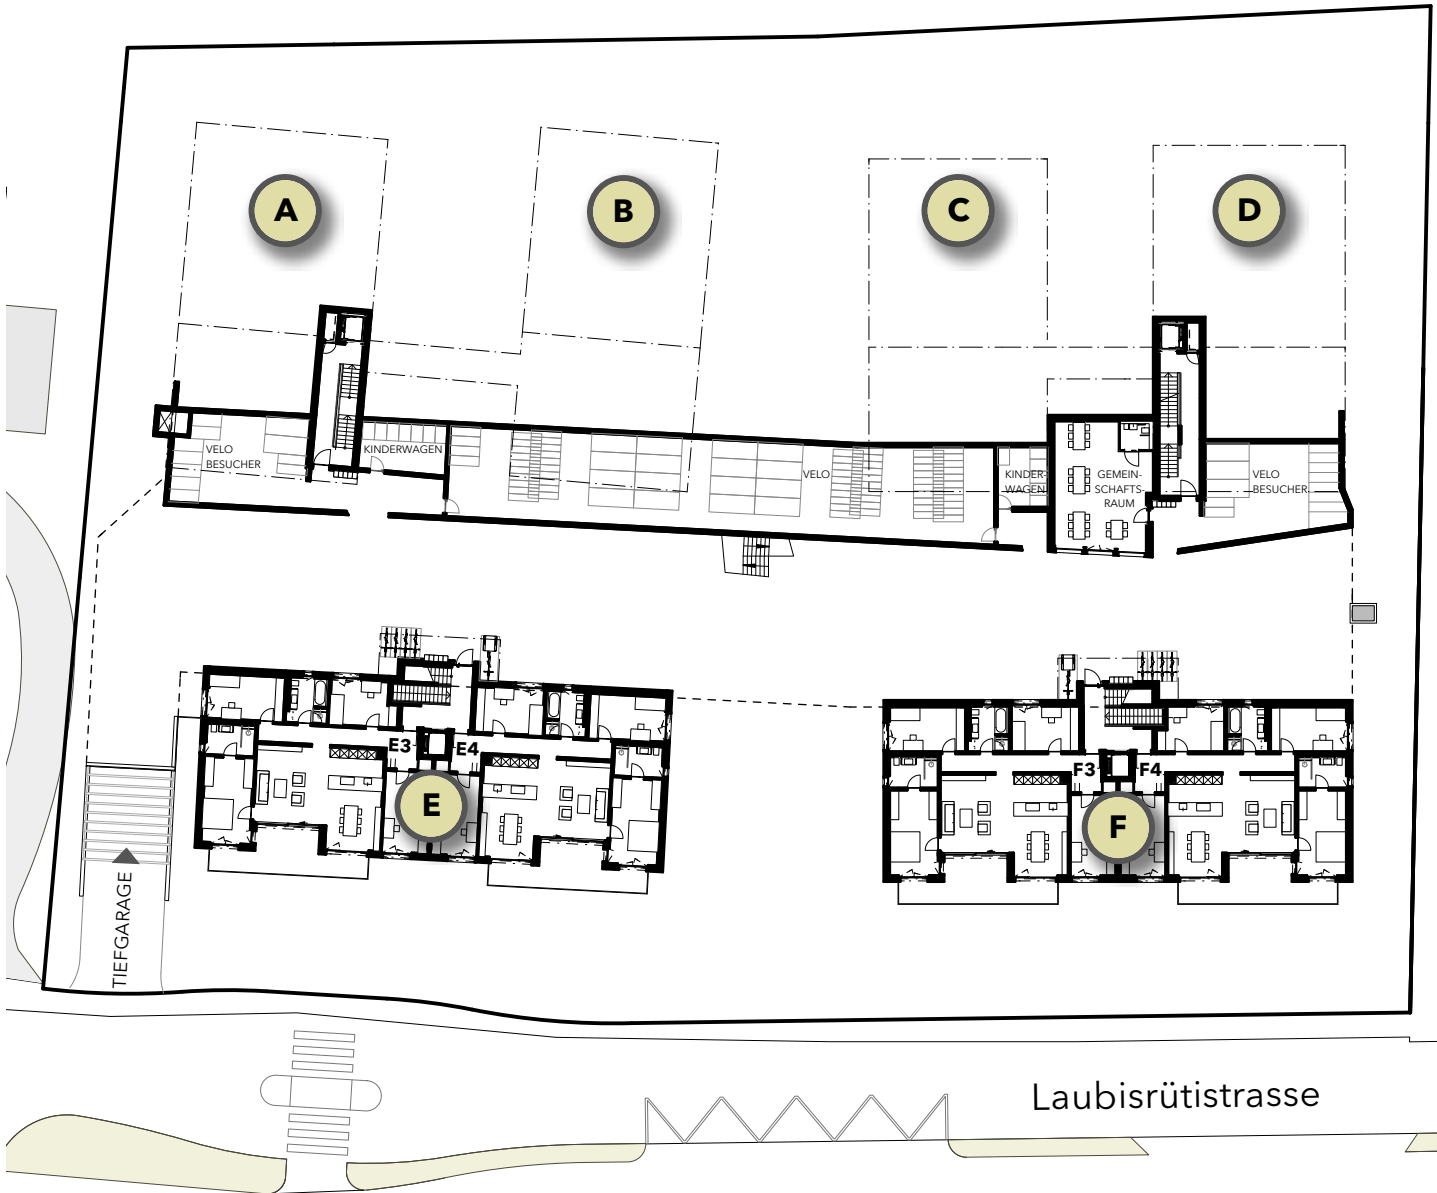 A
B
C
D
VELO
BESUCHER
KINDERWAGEN
VELO
KINDER-
WAGEN
GEMEIN-
SCHAFTS-
RAUM
VELO
BESUCHER
E3
E4
E
F3
F4
F
TIEFGARAGE
Laubisrütistrasse